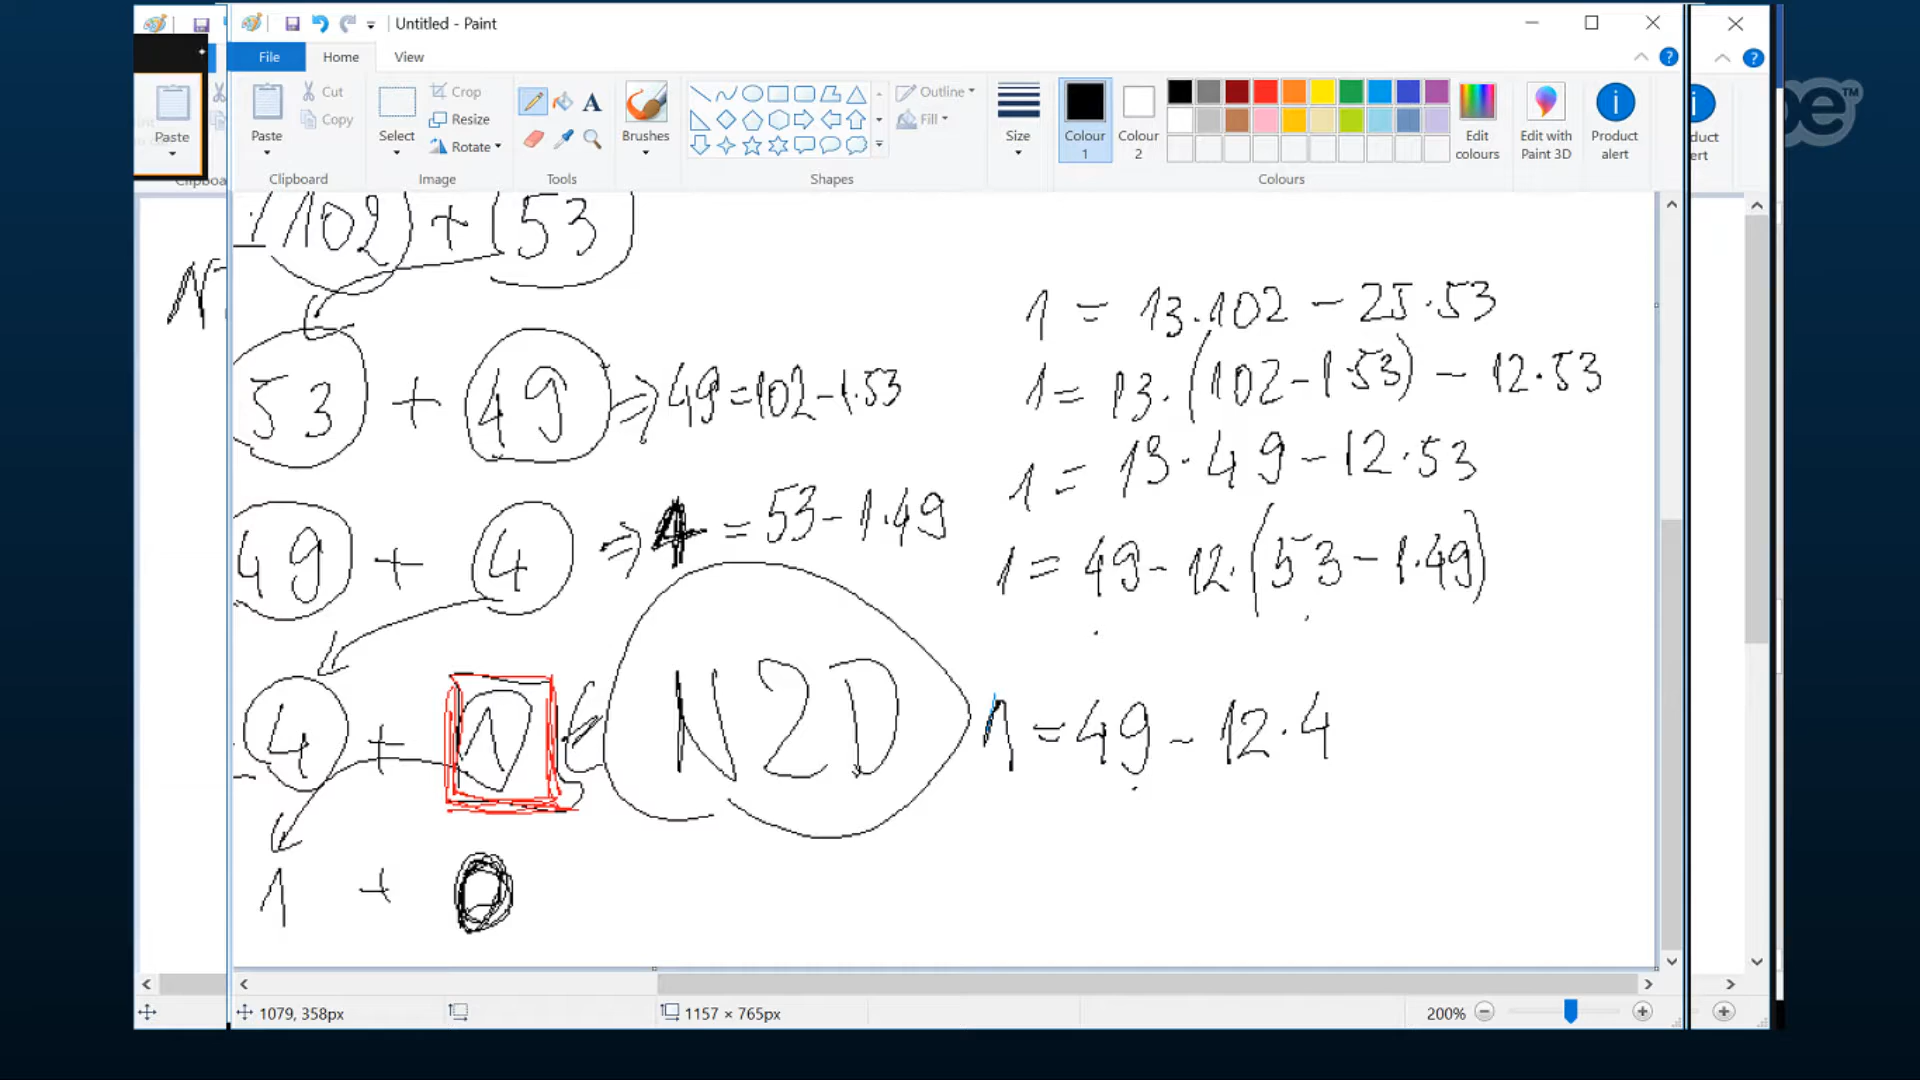 Untitled - Paint
File
Home
View
Paste
Cut
Copy
Clipboard
Select
Crop
Resize
Rotate
Image
Tools
Brushes
Shapes
Outline
Fill
Size
Colour 1
Colour 2
Edit colours
Edit with Paint 3D
Product alert
Colours
Paste
ert
102 + 53
53 + 49 ⇒ 49 = 102 - 1.53
49 + 4 ⇒ 4 = 53 - 1.49
4 + 1
N2D
1 + 0
1 = 13.102 - 25.53
1 = 13.(102 - 1.53) - 12.53
1 = 13.49 - 12.53
1 = 49 - 12.(53 - 1.49)
1 = 49 - 12.4
1079, 358px
1157 × 765px
200%